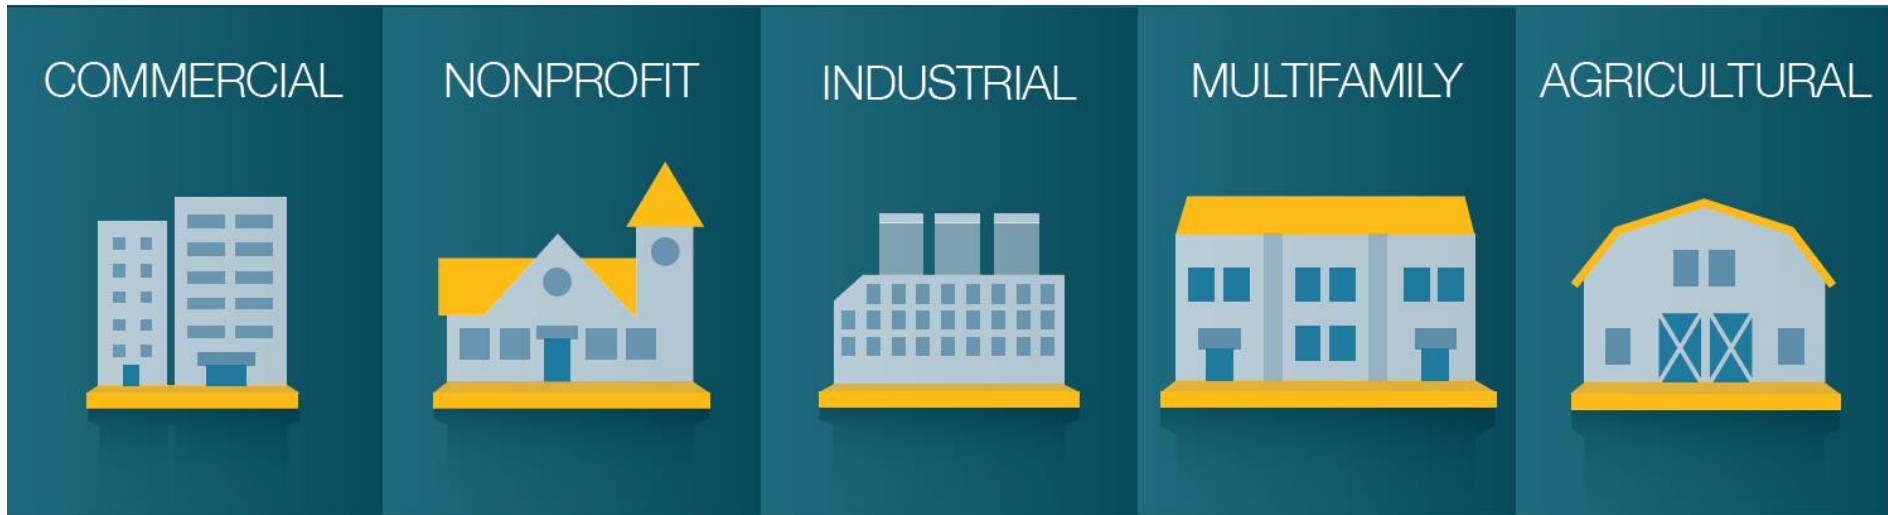 COMMERCIAL
NONPROFIT
INDUSTRIAL
MULTIFAMILY
AGRICULTURAL